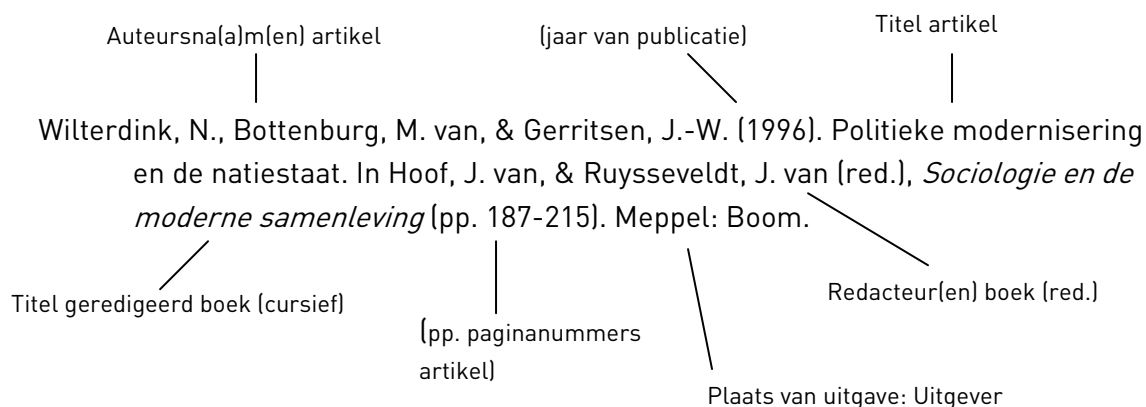 Auteursna(a)m(en) artikel
(jaar van publicatie)
Titel artikel
Wilterdink, N., Bottenburg, M. van, & Gerritsen, J.-W. (1996). Politieke modernisering
en de natiestaat. In Hoof, J. van, & Ruysseveldt, J. van (red.), Sociologie en de
moderne samenleving (pp. 187-215). Meppel: Boom.
Titel geredigeerd boek (cursief)
(pp. paginanummers
artikel)
Redacteur(en) boek (red.)
Plaats van uitgave: Uitgever